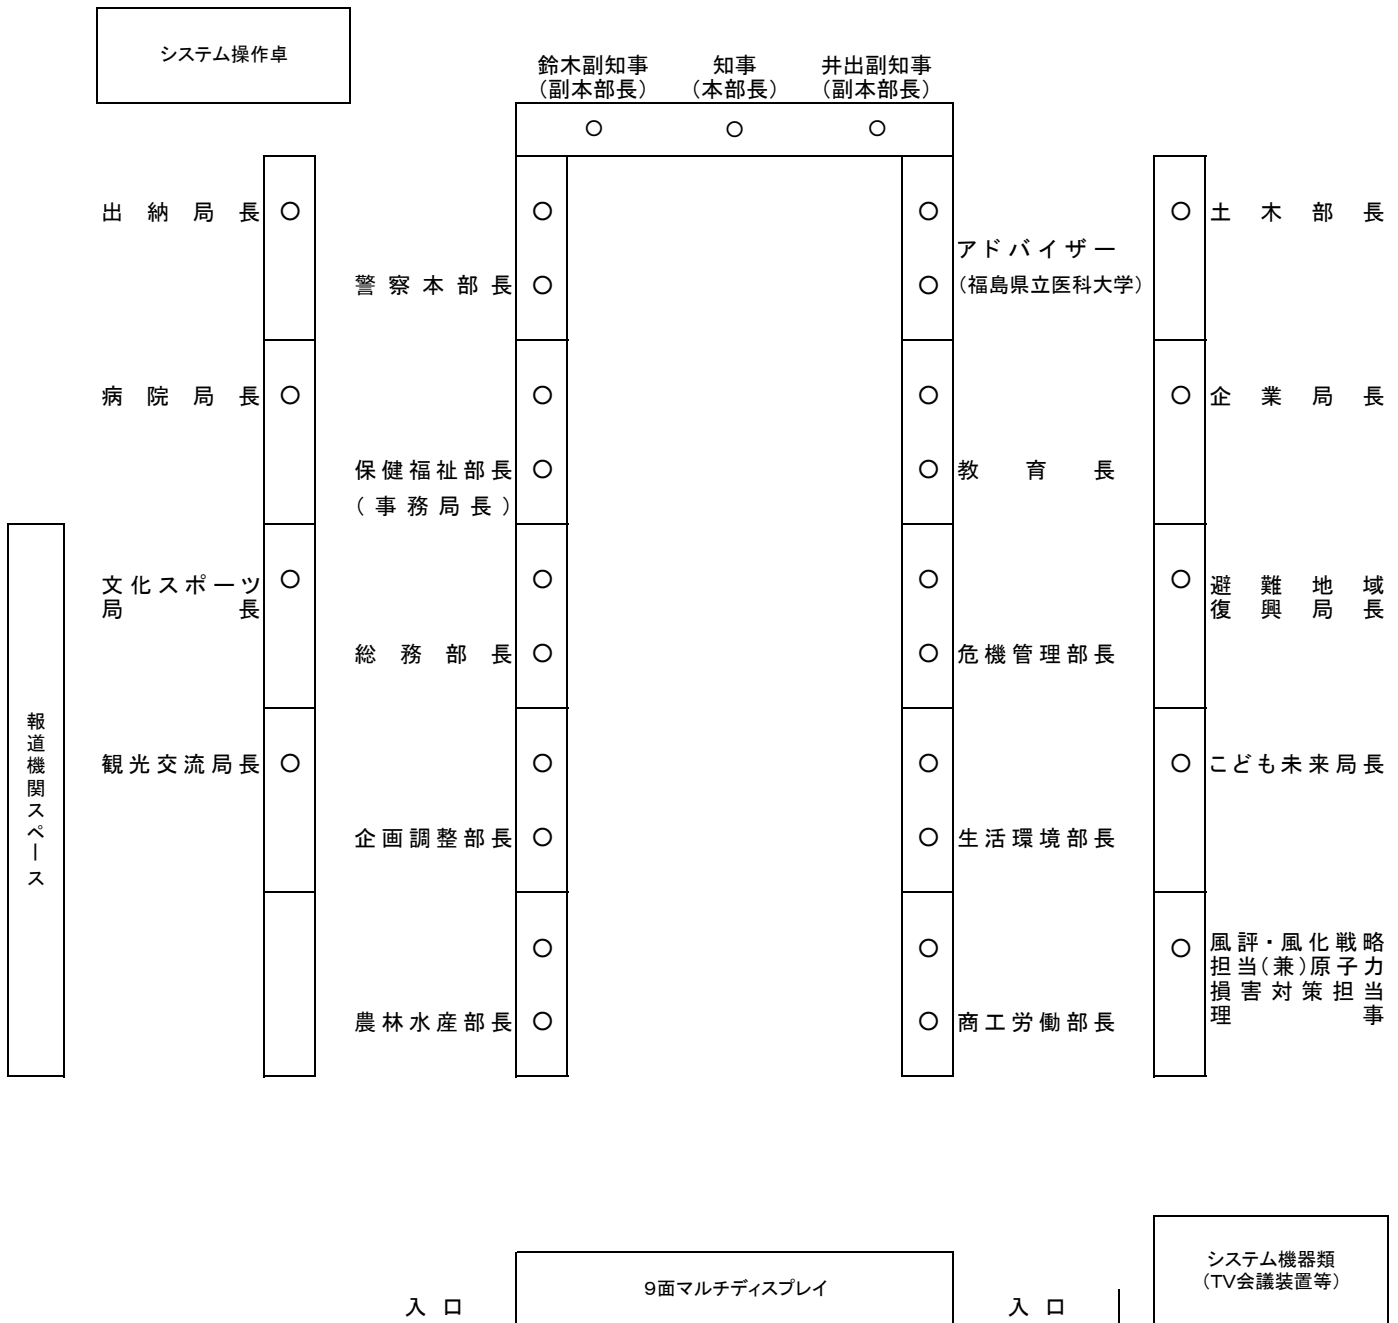 システム操作卓
鈴木副知事
（副本部長）
知事
（本部長）
井出副知事
（副本部長）
出納局長
土木部長
アドバイザー
（福島県立医科大学）
警察本部長
病院局長
企業局長
保健福祉部長
（事務局長）
教育長
文化スポーツ
局長
避難地域
復興局長
総務部長
危機管理部長
報道機関スペース
観光交流局長
こども未来局長
企画調整部長
生活環境部長
風評・風化戦略
担当（兼）原子力
損害対策担当
理事
農林水産部長
商工労働部長
システム機器類
（TV会議装置等）
9面マルチディスプレイ
入口
入口